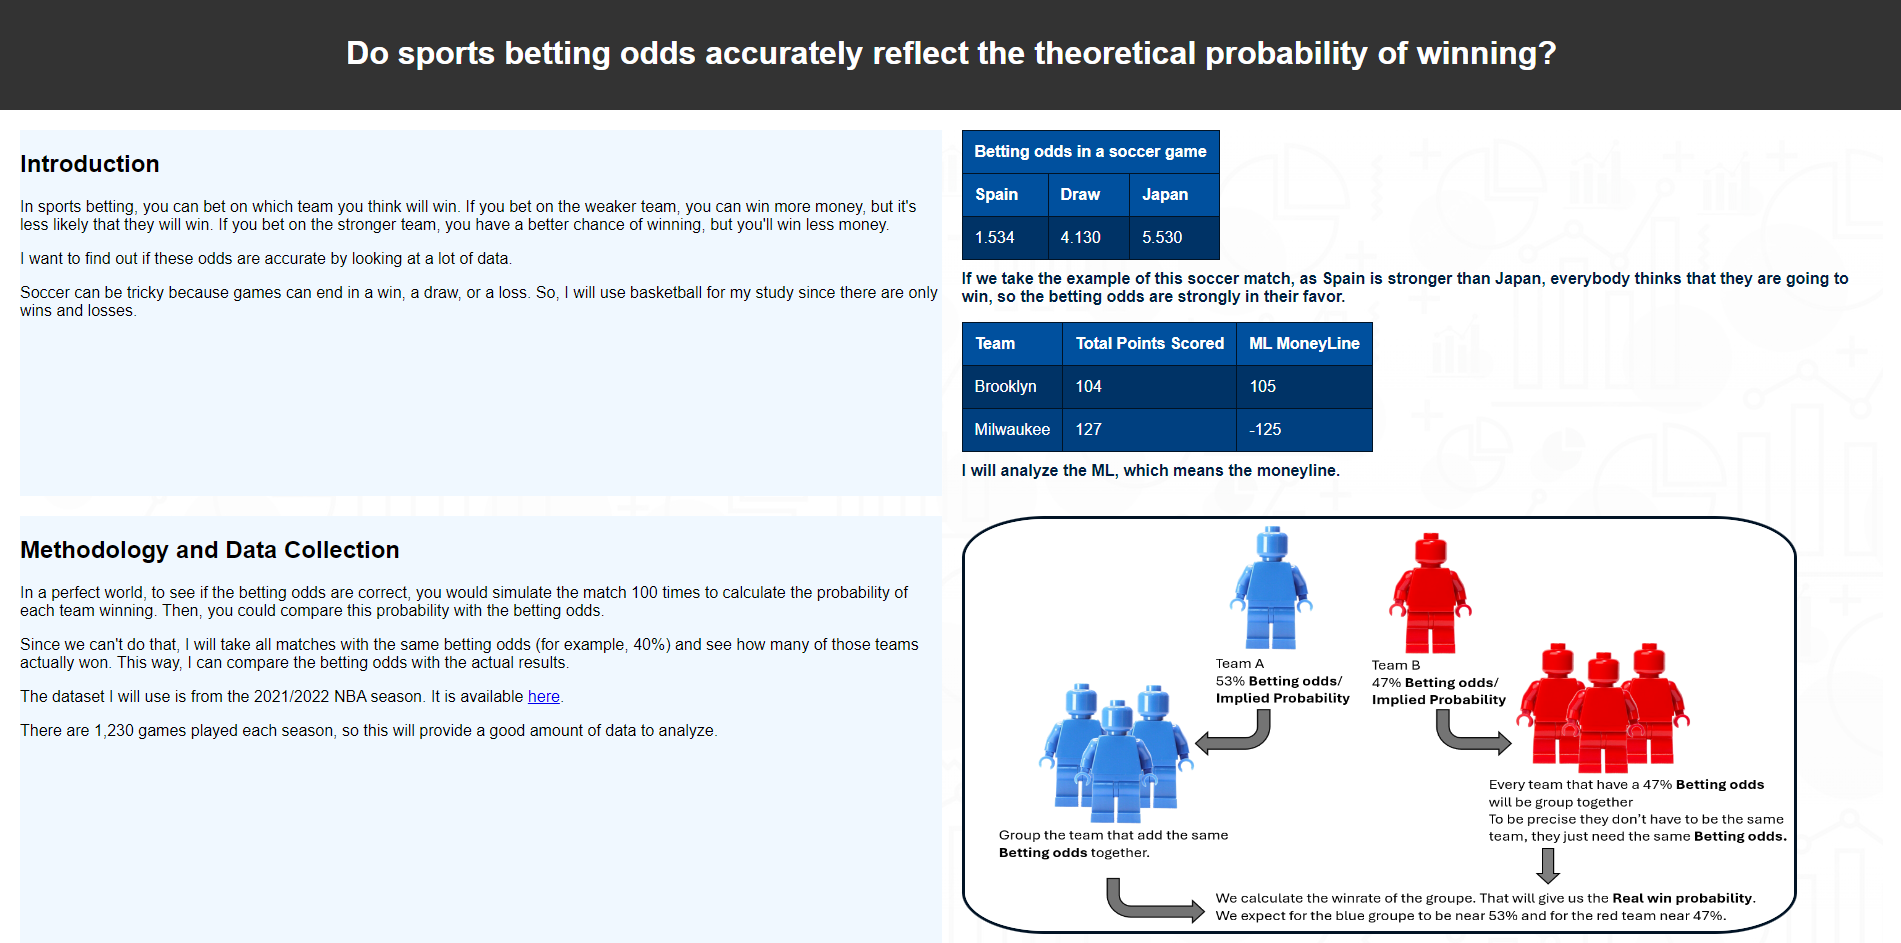 Do sports betting odds accurately reflect the theoretical probability of winning?
Introduction
In sports betting, you can bet on which team you think will win. If you bet on the weaker team, you can win more money, but it's
less likely that they will win. If you bet on the stronger team, you have a better chance of winning, but you'll win less money.
I want to find out if these odds are accurate by looking at a lot of data.
Soccer can be tricky because games can end in a win, a draw, or a loss. So, I will use basketball for my study since there are only
wins and losses.
Betting odds in a soccer game
Spain Draw Japan
1.534 4.130 5.530
If we take the example of this soccer match, as Spain is stronger than Japan, everybody thinks that they are going to
win, so the betting odds are strongly in their favor.
Team Total Points Scored ML MoneyLine
Brooklyn 104 105
Milwaukee 127 -125
I will analyze the ML, which means the moneyline.
Methodology and Data Collection
In a perfect world, to see if the betting odds are correct, you would simulate the match 100 times to calculate the probability of
each team winning. Then, you could compare this probability with the betting odds.
Since we can't do that, I will take all matches with the same betting odds (for example, 40%) and see how many of those teams
actually won. This way, I can compare the betting odds with the actual results.
The dataset I will use is from the 2021/2022 NBA season. It is available here.
There are 1,230 games played each season, so this will provide a good amount of data to analyze.
Team A
53% Betting odds/
Implied Probability
Team B
47% Betting odds/
Implied Probability
Group the team that add the same
Betting odds together.
Every team that have a 47% Betting odds
will be group together
To be precise they don't have to be the same
team, they just need the same Betting odds.
We calculate the winrate of the groupe. That will give us the Real win probability.
We expect for the blue groupe to be near 53% and for the red team near 47%.